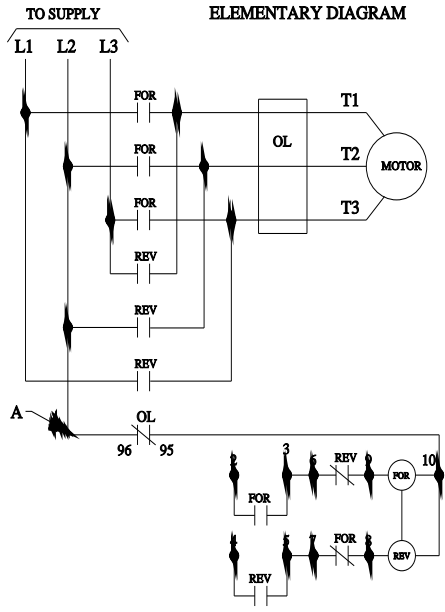 TO SUPPLY
ELEMENTARY DIAGRAM
L1 L2 L3
FOR
T1
OL
FOR
T2
MOTOR
FOR
T3
REV
REV
REV
A
OL
96 95
2 3 6 REV 9 FOR 10
FOR
4 5 7 FOR 8 REV
REV